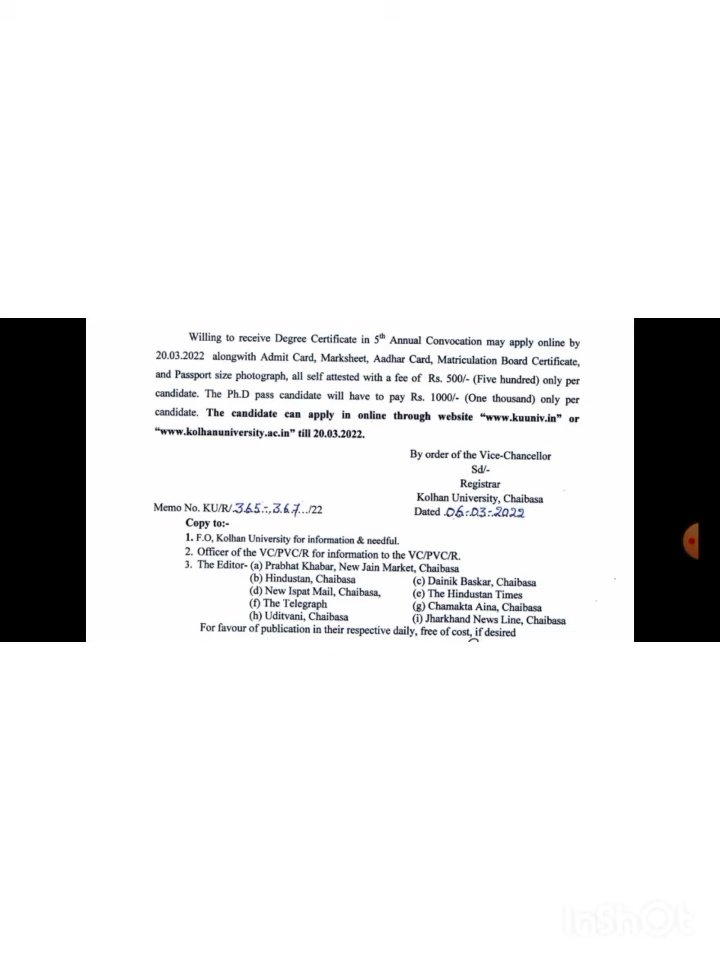 Willing to receive Degree Certificate in 5th Annual Convocation may apply online by
20.03.2022 alongwith Admit Card, Marksheet, Aadhar Card, Matriculation Board Certificate,
and Passport size photograph, all self attested with a fee of Rs. 500/- (Five hundred) only per
candidate. The Ph.D pass candidate will have to pay Rs. 1000/- (One thousand) only per
candidate. The candidate can apply in online through website “www.kuuniv.in” or
“www.kolhanuniversity.ac.in” till 20.03.2022.
By order of the Vice-Chancellor
Sd/-
Registrar
Kolhan University, Chaibasa
Memo No. KU/R/.365-.367.../22 Dated .06-03-2022
Copy to:-
1. F.O, Kolhan University for information & needful.
2. Officer of the VC/PVC/R for information to the VC/PVC/R.
3. The Editor- (a) Prabhat Khabar, New Jain Market, Chaibasa
(b) Hindustan, Chaibasa (c) Dainik Baskar, Chaibasa
(d) New Ispat Mail, Chaibasa, (e) The Hindustan Times
(f) The Telegraph (g) Chamakta Aina, Chaibasa
(h) Uditvani, Chaibasa (i) Jharkhand News Line, Chaibasa
For favour of publication in their respective daily, free of cost, if desired
InShOt